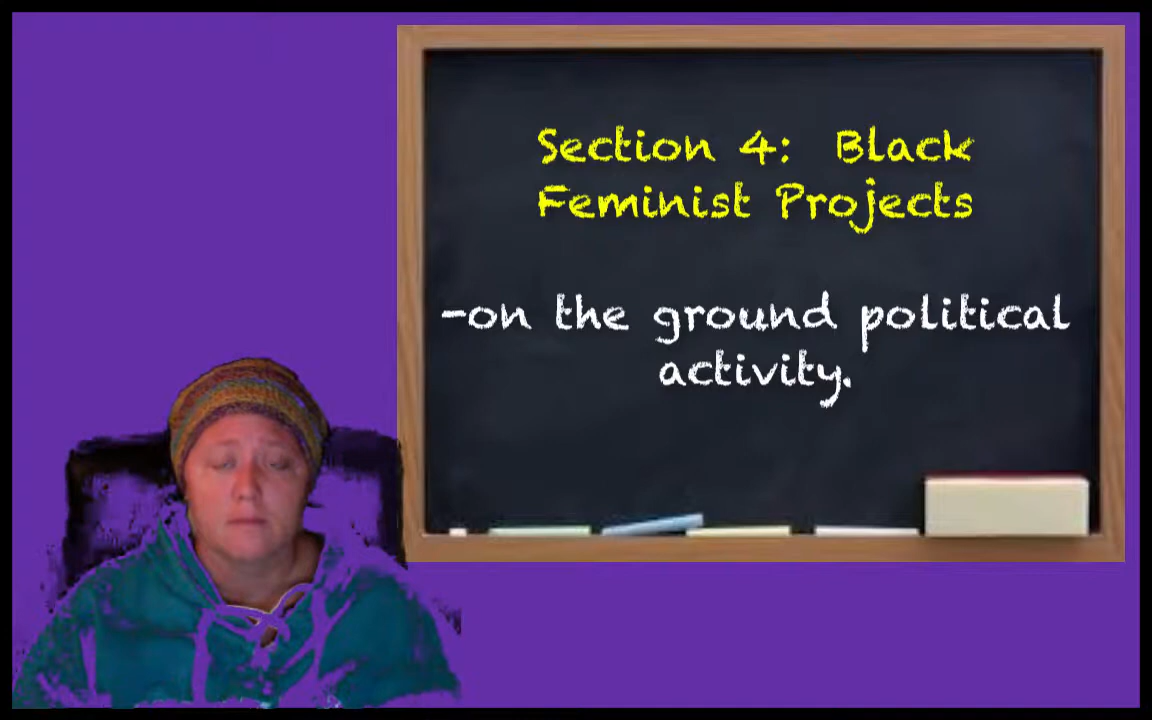 Section 4: Black
Feminist Projects
-on the ground political
activity.